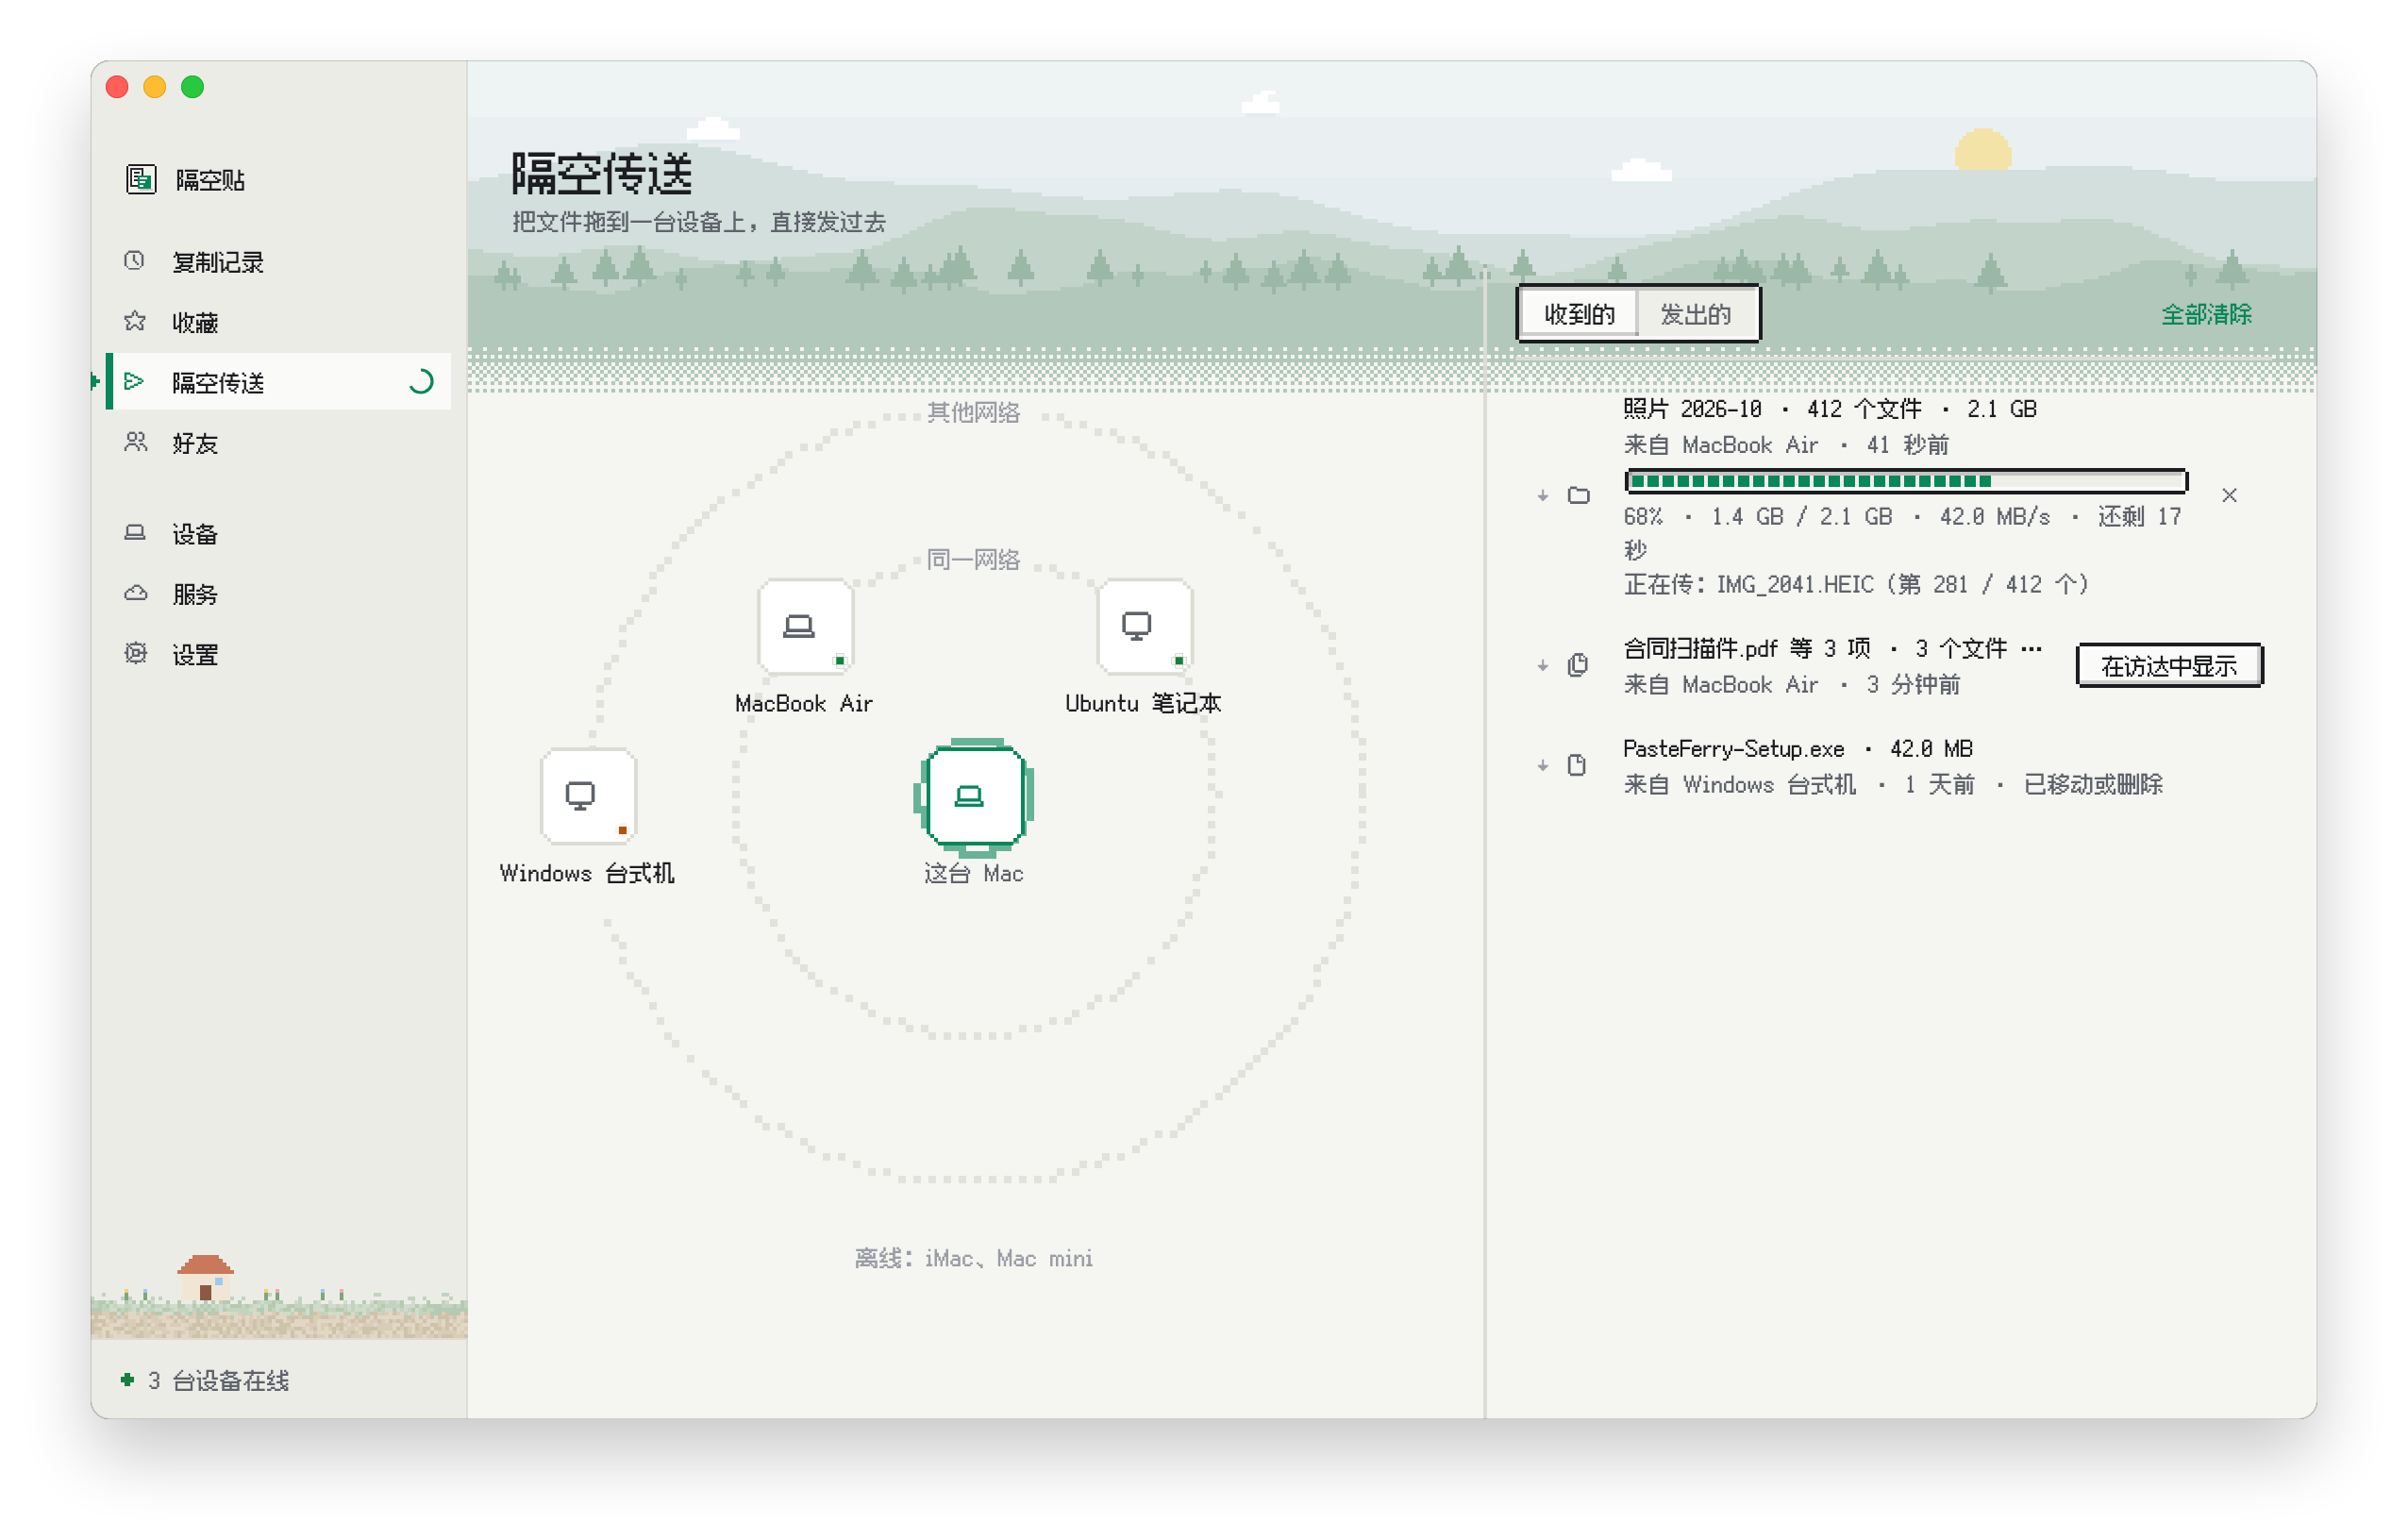 隔空贴
复制记录
收藏
隔空传送
好友
设备
服务
设置
3 台设备在线
隔空传送
把文件拖到一台设备上，直接发过去
其他网络
同一网络
MacBook Air
Ubuntu 笔记本
Windows 台式机
这台 Mac
离线：iMac、Mac mini
收到的
发出的
全部清除
照片 2026-10 · 412 个文件 · 2.1 GB
来自 MacBook Air · 41 秒前
68% · 1.4 GB / 2.1 GB · 42.0 MB/s · 还剩 17
秒
正在传：IMG_2041.HEIC（第 281 / 412 个）
合同扫描件.pdf 等 3 项 · 3 个文件 …
来自 MacBook Air · 3 分钟前
在访达中显示
PasteFerry-Setup.exe · 42.0 MB
来自 Windows 台式机 · 1 天前 · 已移动或删除